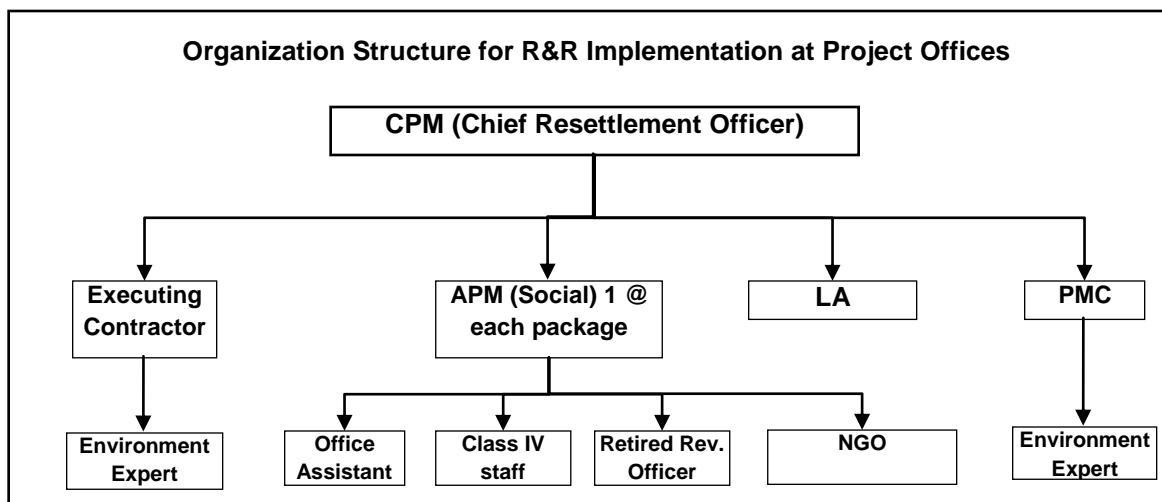 Organization Structure for R&R Implementation at Project Offices
CPM (Chief Resettlement Officer)
Executing
Contractor
APM (Social) 1 @
each package
LA
PMC
Environment
Expert
Office
Assistant
Class IV
staff
Retired Rev.
Officer
NGO
Environment
Expert